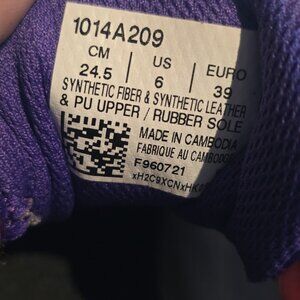 1014A209
CM US EURO
24.5 6 39
SYNTHETIC FIBER & SYNTHETIC LEATHER
& PU UPPER / RUBBER SOLE
MADE IN CAMBODIA
FABRIQUE AU CAMBODGE
F960721